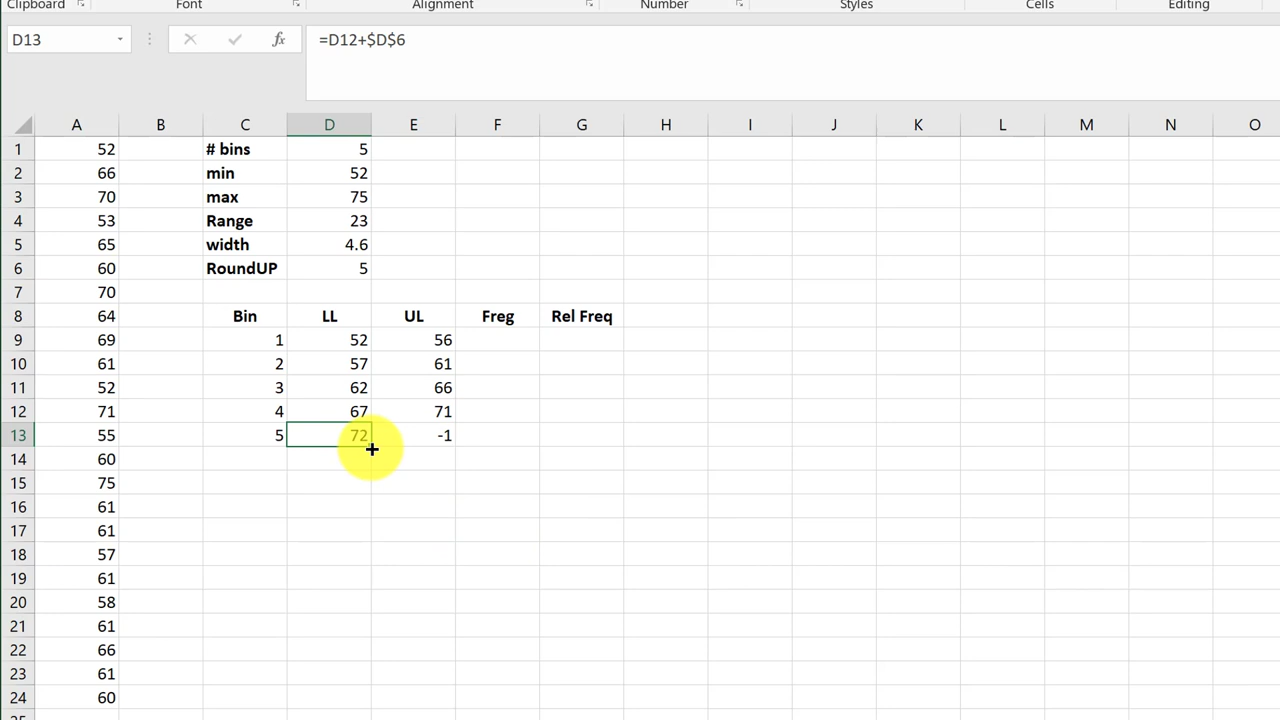 Clipboard Font Alignment Number Styles Cells Editing
D13 fx =D12+$D$6
A B C D E F G H I J K L M N O
1 52 # bins 5
2 66 min 52
3 70 max 75
4 53 Range 23
5 65 width 4.6
6 60 RoundUP 5
7 70
8 64 Bin LL UL Freg Rel Freq
9 69 1 52 56
10 61 2 57 61
11 52 3 62 66
12 71 4 67 71
13 55 5 72 -1
14 60
15 75
16 61
17 61
18 57
19 61
20 58
21 61
22 66
23 61
24 60
25